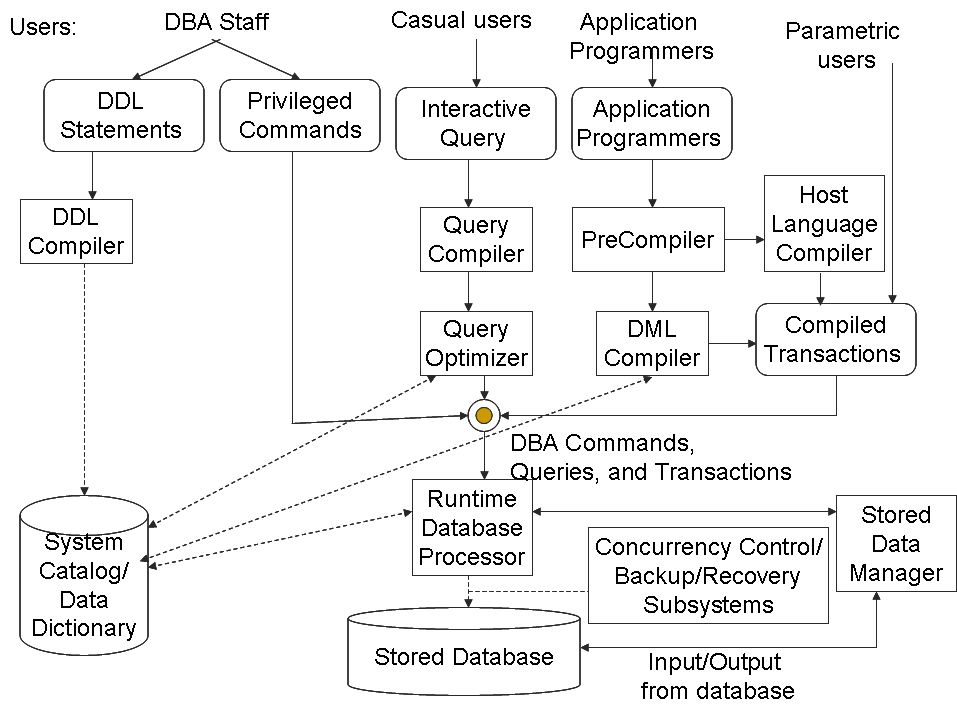 Users:
DBA Staff
Casual users
Application
Programmers
Parametric
users
DDL
Statements
Privileged
Commands
Interactive
Query
Application
Programmers
DDL
Compiler
Query
Compiler
PreCompiler
Host
Language
Compiler
Query
Optimizer
DML
Compiler
Compiled
Transactions
DBA Commands,
Queries, and Transactions
System
Catalog/
Data
Dictionary
Runtime
Database
Processor
Concurrency Control/
Backup/Recovery
Subsystems
Stored
Data
Manager
Stored Database
Input/Output
from database